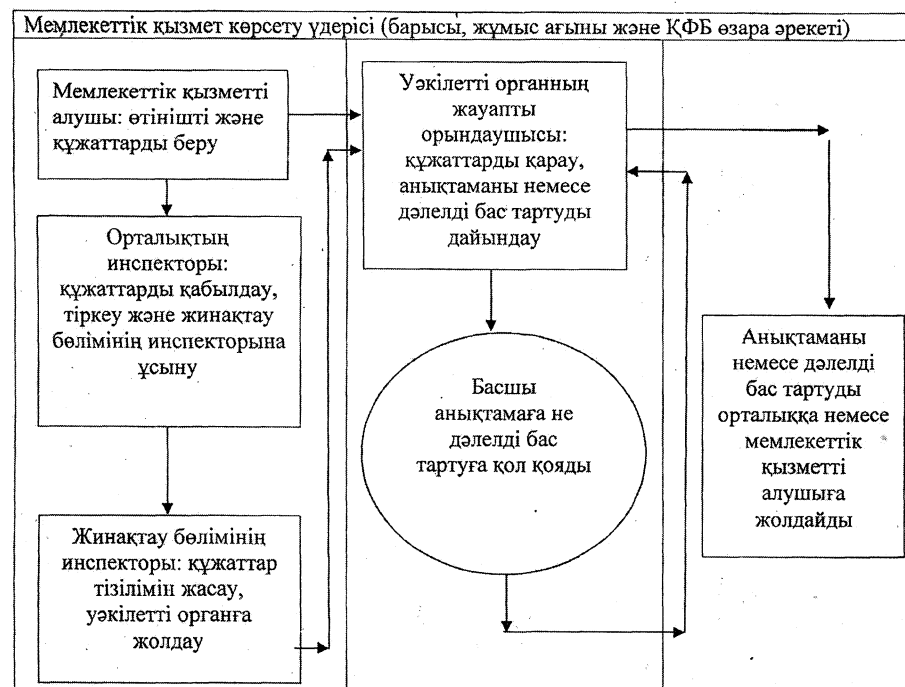 Мемлекеттік қызмет көрсету үдерісі (барысы, жұмыс ағыны және ҚФБ өзара әрекеті)
Мемлекеттік қызметті
алушы: өтінішті және
құжаттарды беру
Орталықтың
инспекторы:
құжаттарды қабылдау,
тіркеу және жинақтау
бөлімінің инспекторына
ұсыну
Жинақтау бөлімінің
инспекторы: құжаттар
тізілімін жасау,
уәкілетті органға
жолдау
Уәкілетті органның
жауапты
орындаушысы:
құжаттарды қарау,
анықтаманы немесе
дәлелді бас тартуды
дайындау
Басшы
анықтамаға не
дәлелді бас
тартуға қол қояды
Анықтаманы
немесе дәлелді
бас тартуды
орталыққа немесе
мемлекеттік
қызметті
алушыға
жолдайды